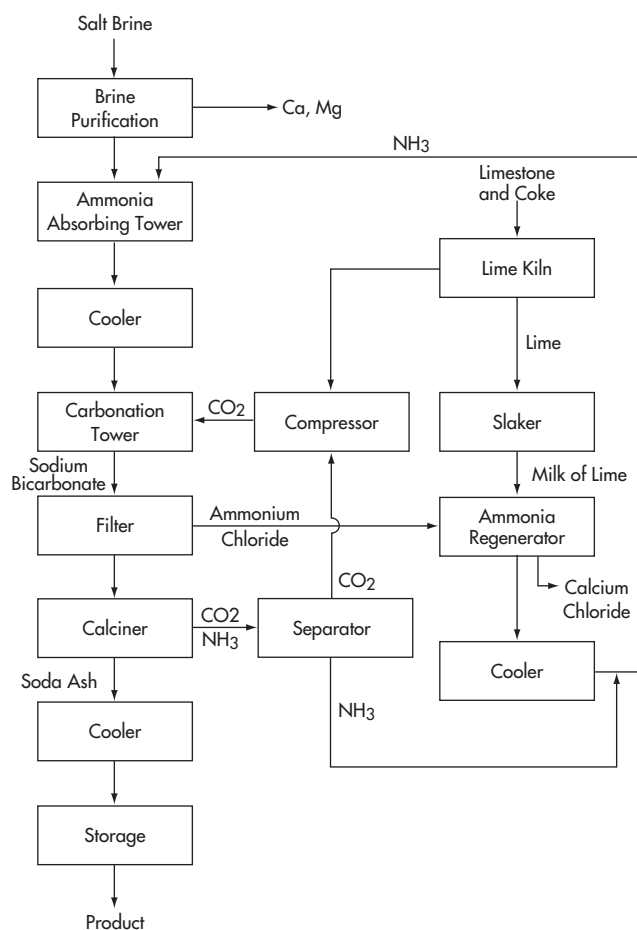 Salt Brine
Brine
Purification
Ca, Mg
NH3
Limestone
and Coke
Ammonia
Absorbing Tower
Lime Kiln
Cooler
Lime
Carbonation
Tower
CO2
Compressor
Slaker
Sodium
Bicarbonate
Milk of Lime
Filter
Ammonium
Chloride
Ammonia
Regenerator
CO2
Calcium
Chloride
Calciner
CO2
NH3
Separator
Cooler
Soda Ash
NH3
Cooler
Storage
Product